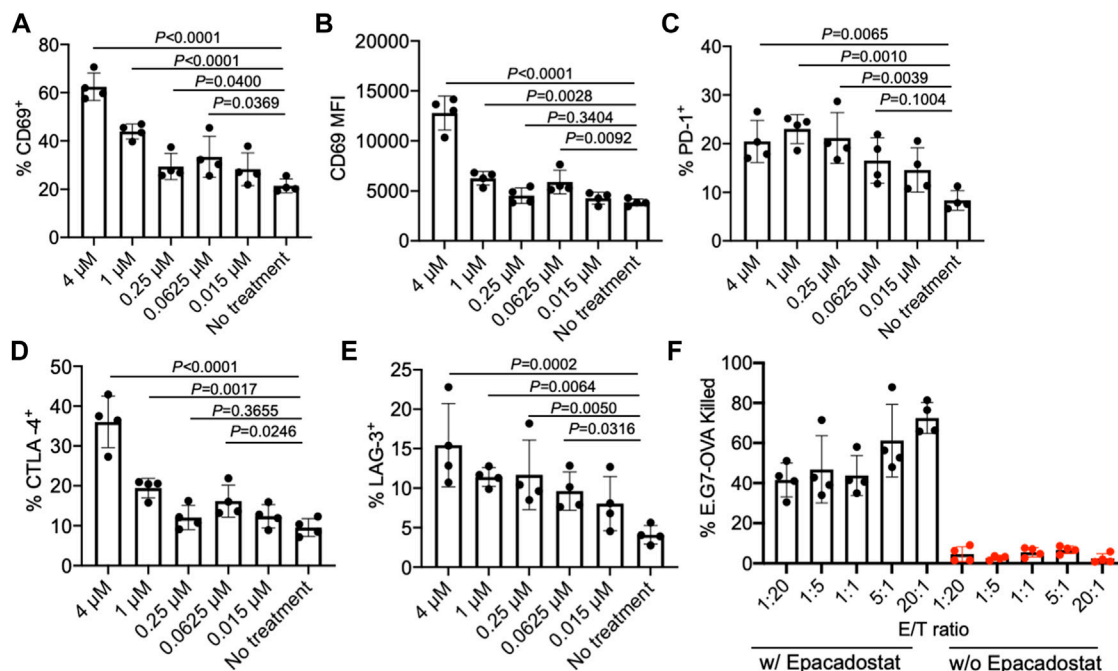 A
% CD69+
80
60
40
20
0
P<0.0001
P<0.0001
P=0.0400
P=0.0369
4 µM
1 µM
0.25 µM
0.0625 µM
0.015 µM
No treatment
B
CD69 MFI
20000
15000
10000
5000
0
P<0.0001
P=0.0028
P=0.3404
P=0.0092
4 µM
1 µM
0.25 µM
0.0625 µM
0.015 µM
No treatment
C
% PD-1+
40
30
20
10
0
P=0.0065
P=0.0010
P=0.0039
P=0.1004
4 µM
1 µM
0.25 µM
0.0625 µM
0.015 µM
No treatment
D
% CTLA -4+
50
40
30
20
10
0
P<0.0001
P=0.0017
P=0.3655
P=0.0246
4 µM
1 µM
0.25 µM
0.0625 µM
0.015 µM
No treatment
E
% LAG-3+
25
20
15
10
5
0
P=0.0002
P=0.0064
P=0.0050
P=0.0316
4 µM
1 µM
0.25 µM
0.0625 µM
0.015 µM
No treatment
F
% E.G7-OVA Killed
100
80
60
40
20
0
1:20
1:5
1:1
5:1
20:1
1:20
1:5
1:1
5:1
20:1
E/T ratio
w/ Epacadostat
w/o Epacadostat